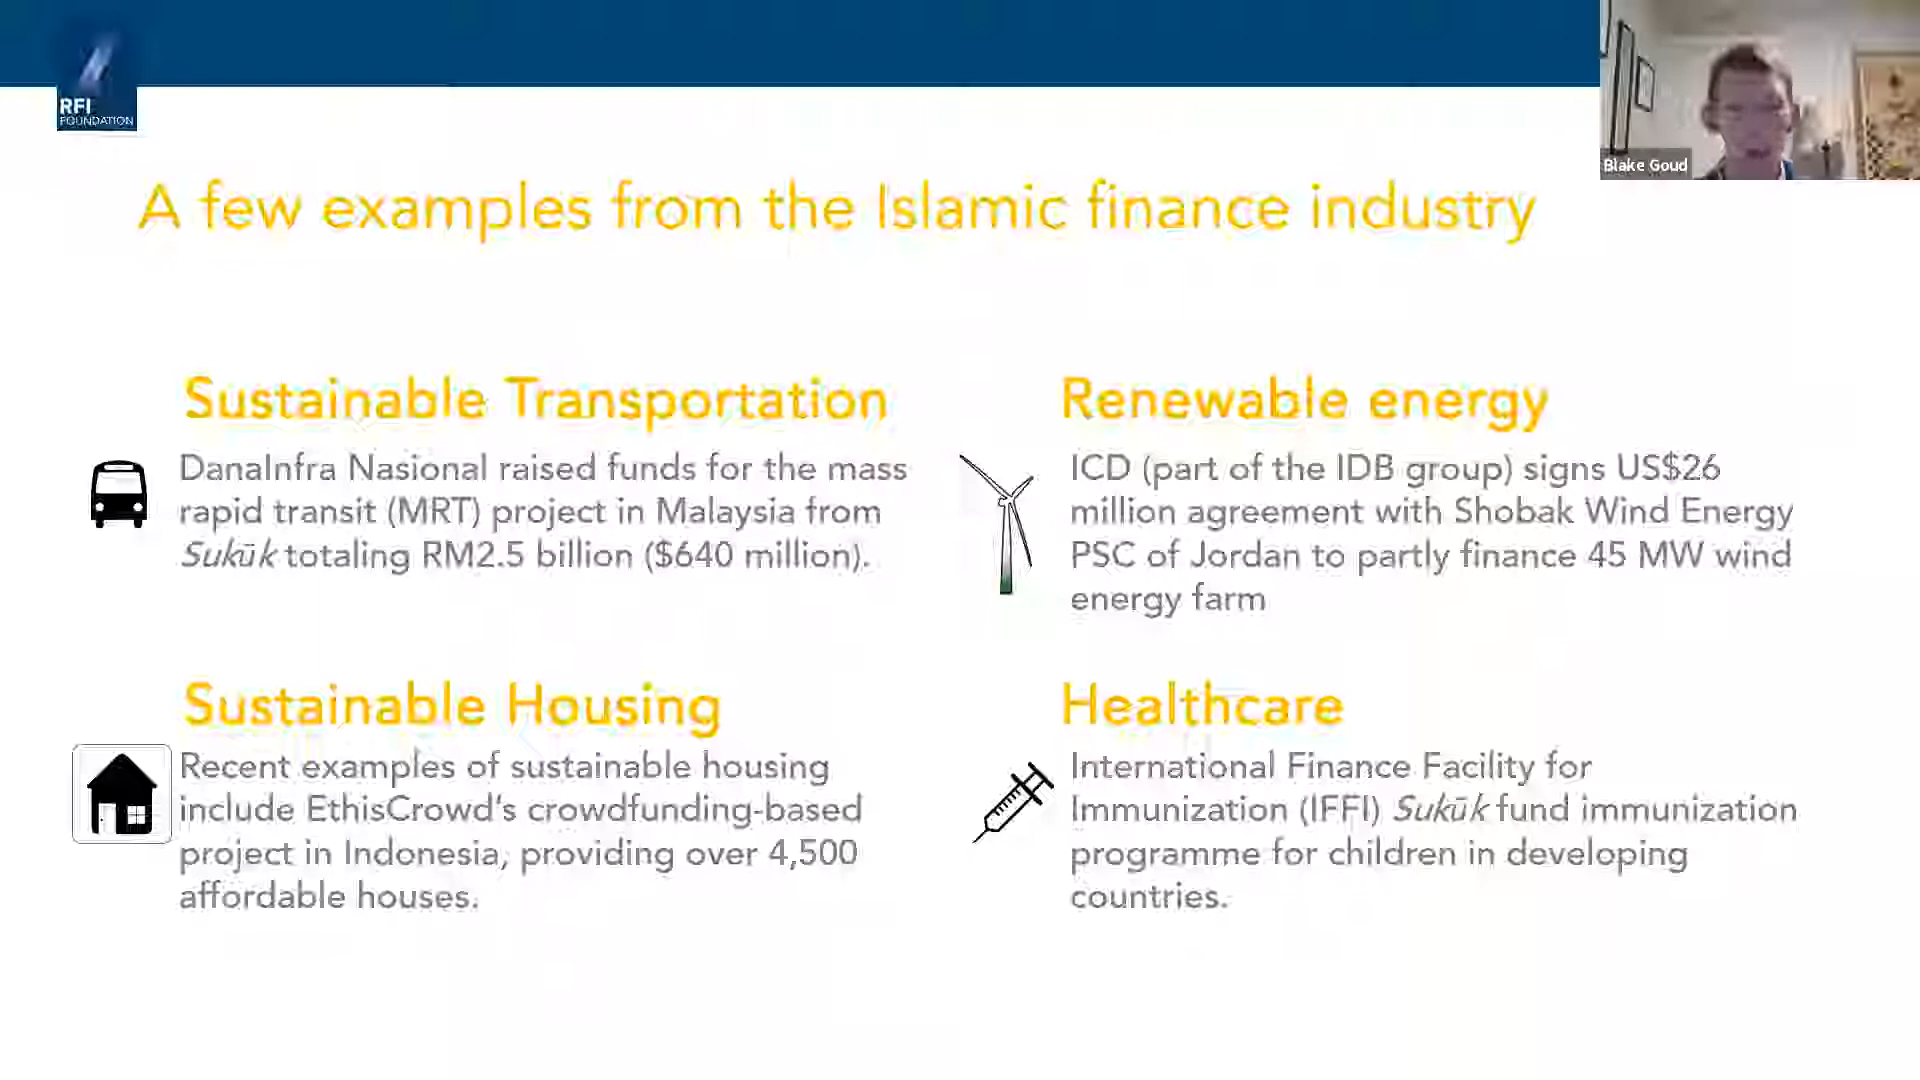 RFI
FOUNDATION
Blake Goud
A few examples from the Islamic finance industry
Sustainable Transportation
DanaInfra Nasional raised funds for the mass
rapid transit (MRT) project in Malaysia from
Sukūk totaling RM2.5 billion ($640 million).
Renewable energy
ICD (part of the IDB group) signs US$26
million agreement with Shobak Wind Energy
PSC of Jordan to partly finance 45 MW wind
energy farm
Sustainable Housing
Recent examples of sustainable housing
include EthisCrowd's crowdfunding-based
project in Indonesia, providing over 4,500
affordable houses.
Healthcare
International Finance Facility for
Immunization (IFFI) Sukūk fund immunization
programme for children in developing
countries.